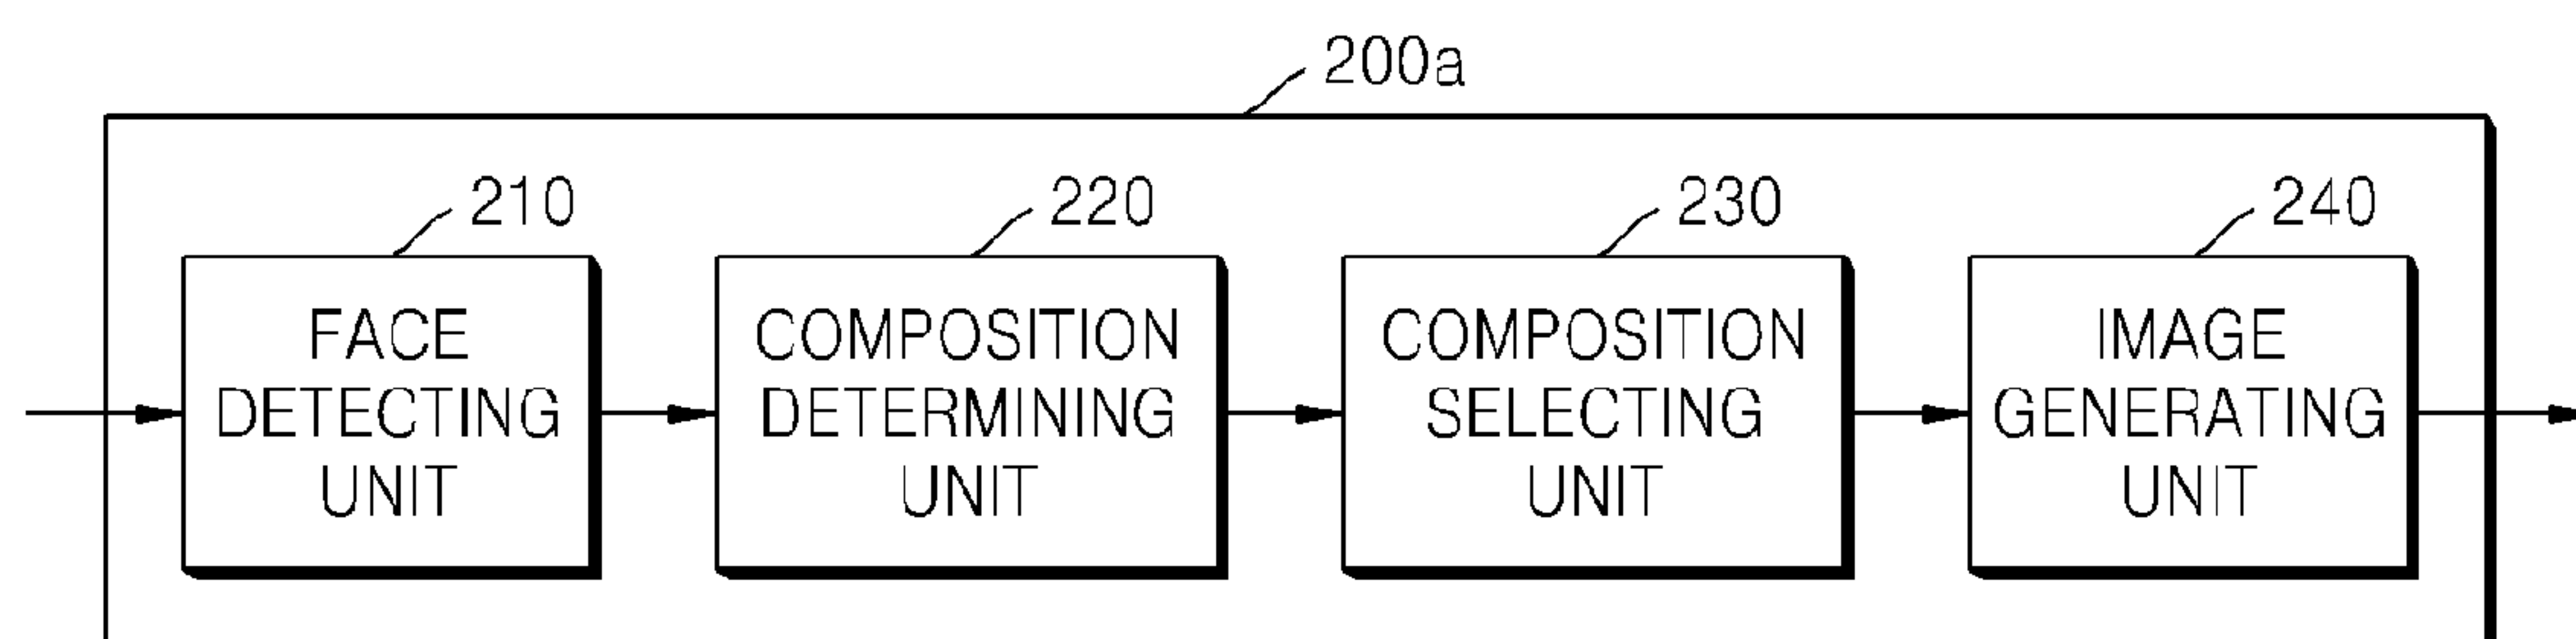 200a
210
FACE
DETECTING
UNIT
220
COMPOSITION
DETERMINING
UNIT
230
COMPOSITION
SELECTING
UNIT
240
IMAGE
GENERATING
UNIT